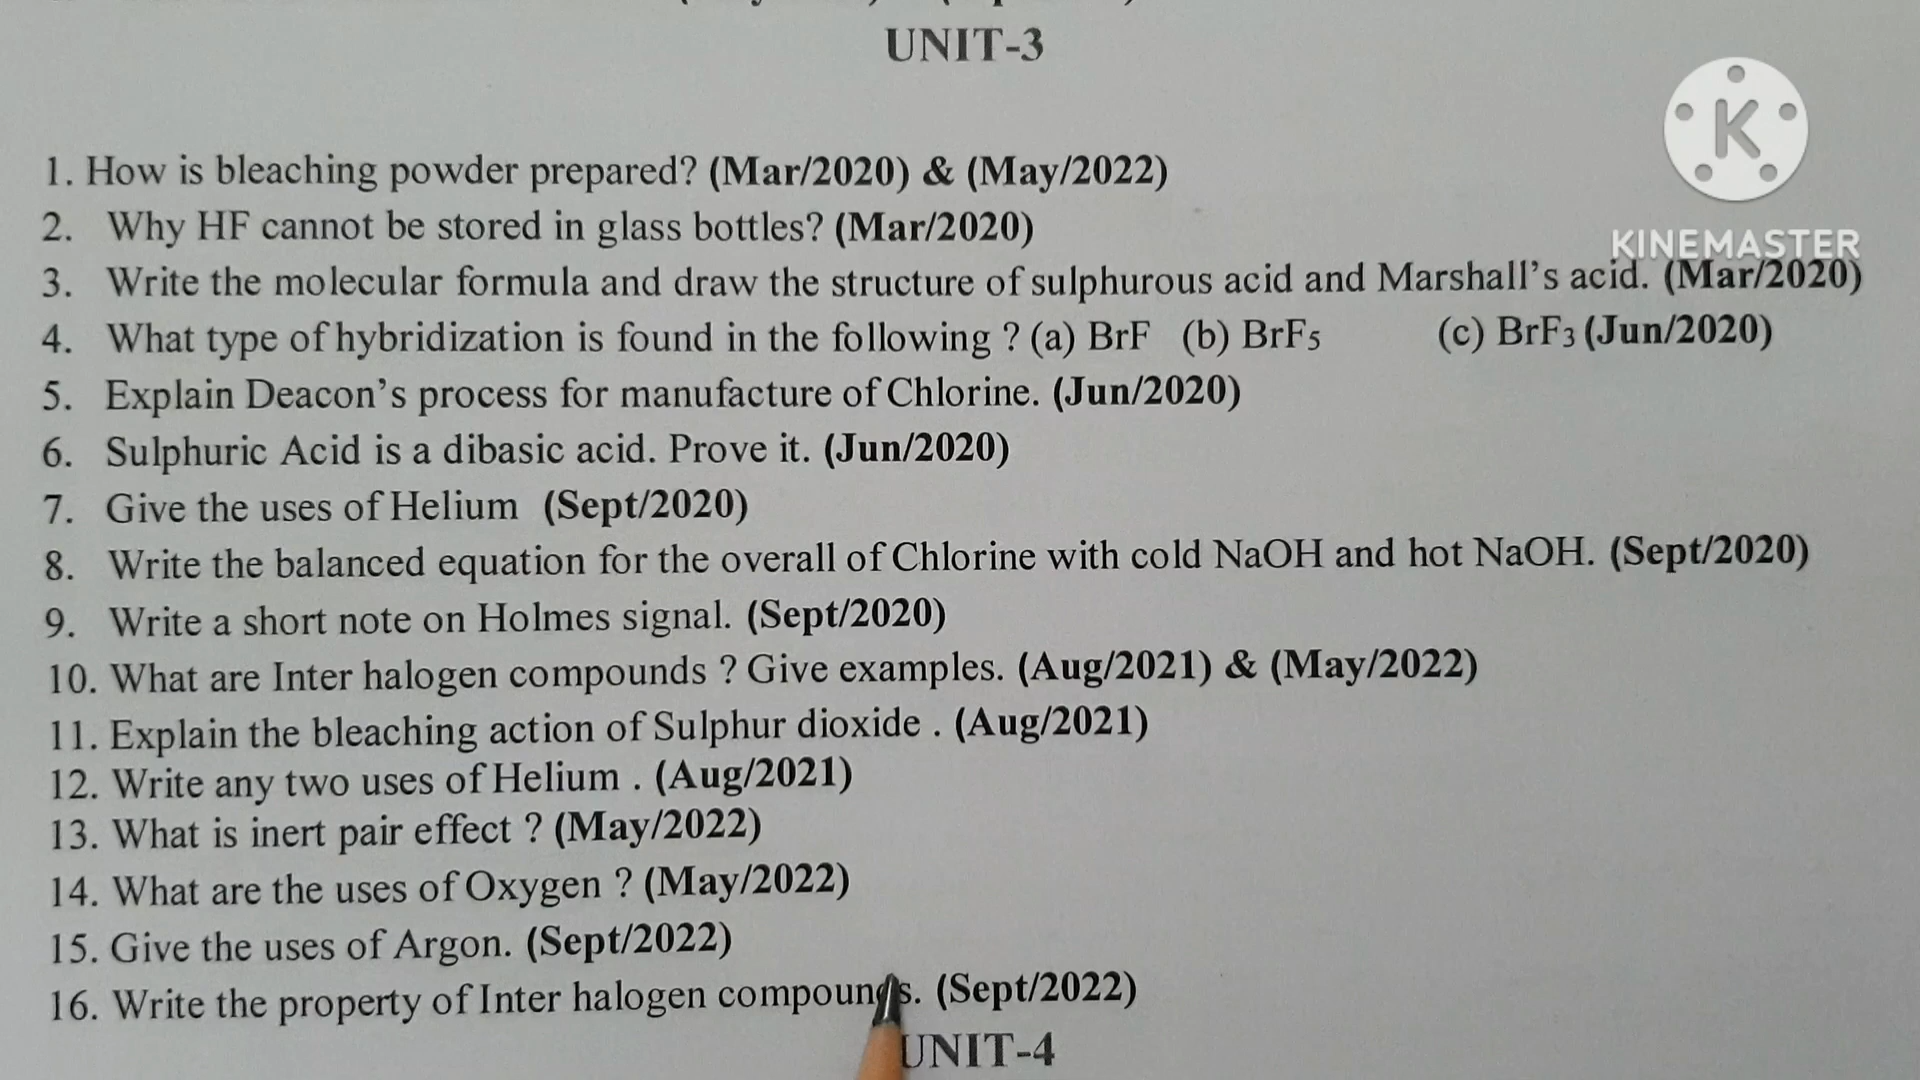 UNIT-3
K
KINEMASTER
1. How is bleaching powder prepared? (Mar/2020) & (May/2022)
2. Why HF cannot be stored in glass bottles? (Mar/2020)
3. Write the molecular formula and draw the structure of sulphurous acid and Marshall's acid. (Mar/2020)
4. What type of hybridization is found in the following ? (a) BrF (b) BrF5 (c) BrF3 (Jun/2020)
5. Explain Deacon's process for manufacture of Chlorine. (Jun/2020)
6. Sulphuric Acid is a dibasic acid. Prove it. (Jun/2020)
7. Give the uses of Helium (Sept/2020)
8. Write the balanced equation for the overall of Chlorine with cold NaOH and hot NaOH. (Sept/2020)
9. Write a short note on Holmes signal. (Sept/2020)
10. What are Inter halogen compounds ? Give examples. (Aug/2021) & (May/2022)
11. Explain the bleaching action of Sulphur dioxide . (Aug/2021)
12. Write any two uses of Helium . (Aug/2021)
13. What is inert pair effect ? (May/2022)
14. What are the uses of Oxygen ? (May/2022)
15. Give the uses of Argon. (Sept/2022)
16. Write the property of Inter halogen compounds. (Sept/2022)
UNIT-4